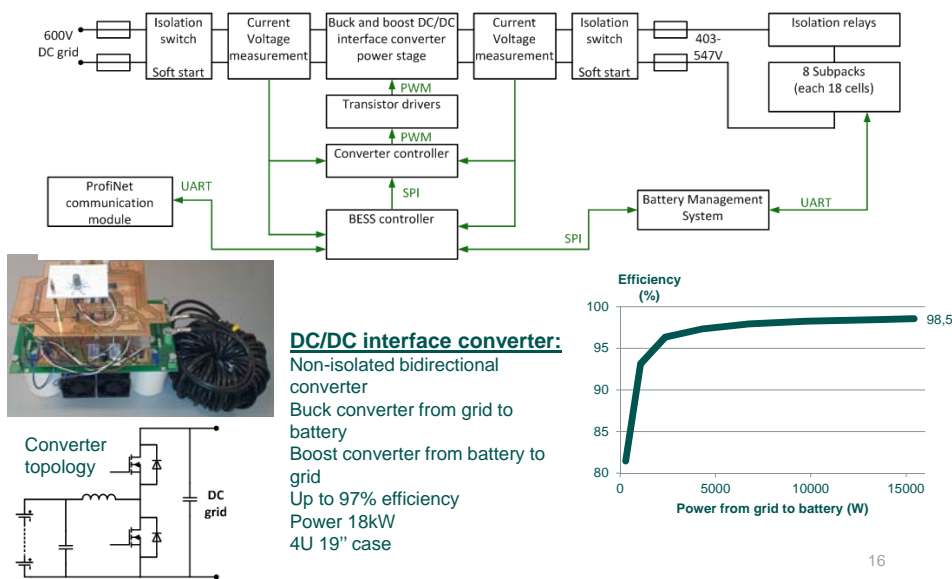 600V
DC grid
Isolation
switch
Soft start
Current
Voltage
measurement
Buck and boost DC/DC
interface converter
power stage
Current
Voltage
measurement
Isolation
switch
Soft start
403-
547V
Isolation relays
8 Subpacks
(each 18 cells)
PWM
Transistor drivers
PWM
Converter controller
SPI
BESS controller
ProfiNet
communication
module
UART
SPI
Battery Management
System
UART
DC/DC interface converter:
Non-isolated bidirectional
converter
Buck converter from grid to
battery
Boost converter from battery to
grid
Up to 97% efficiency
Power 18kW
4U 19’’ case
Converter
topology
DC
grid
Efficiency
(%)
100
95
90
85
80
98,5
0
5000
10000
15000
Power from grid to battery (W)
16